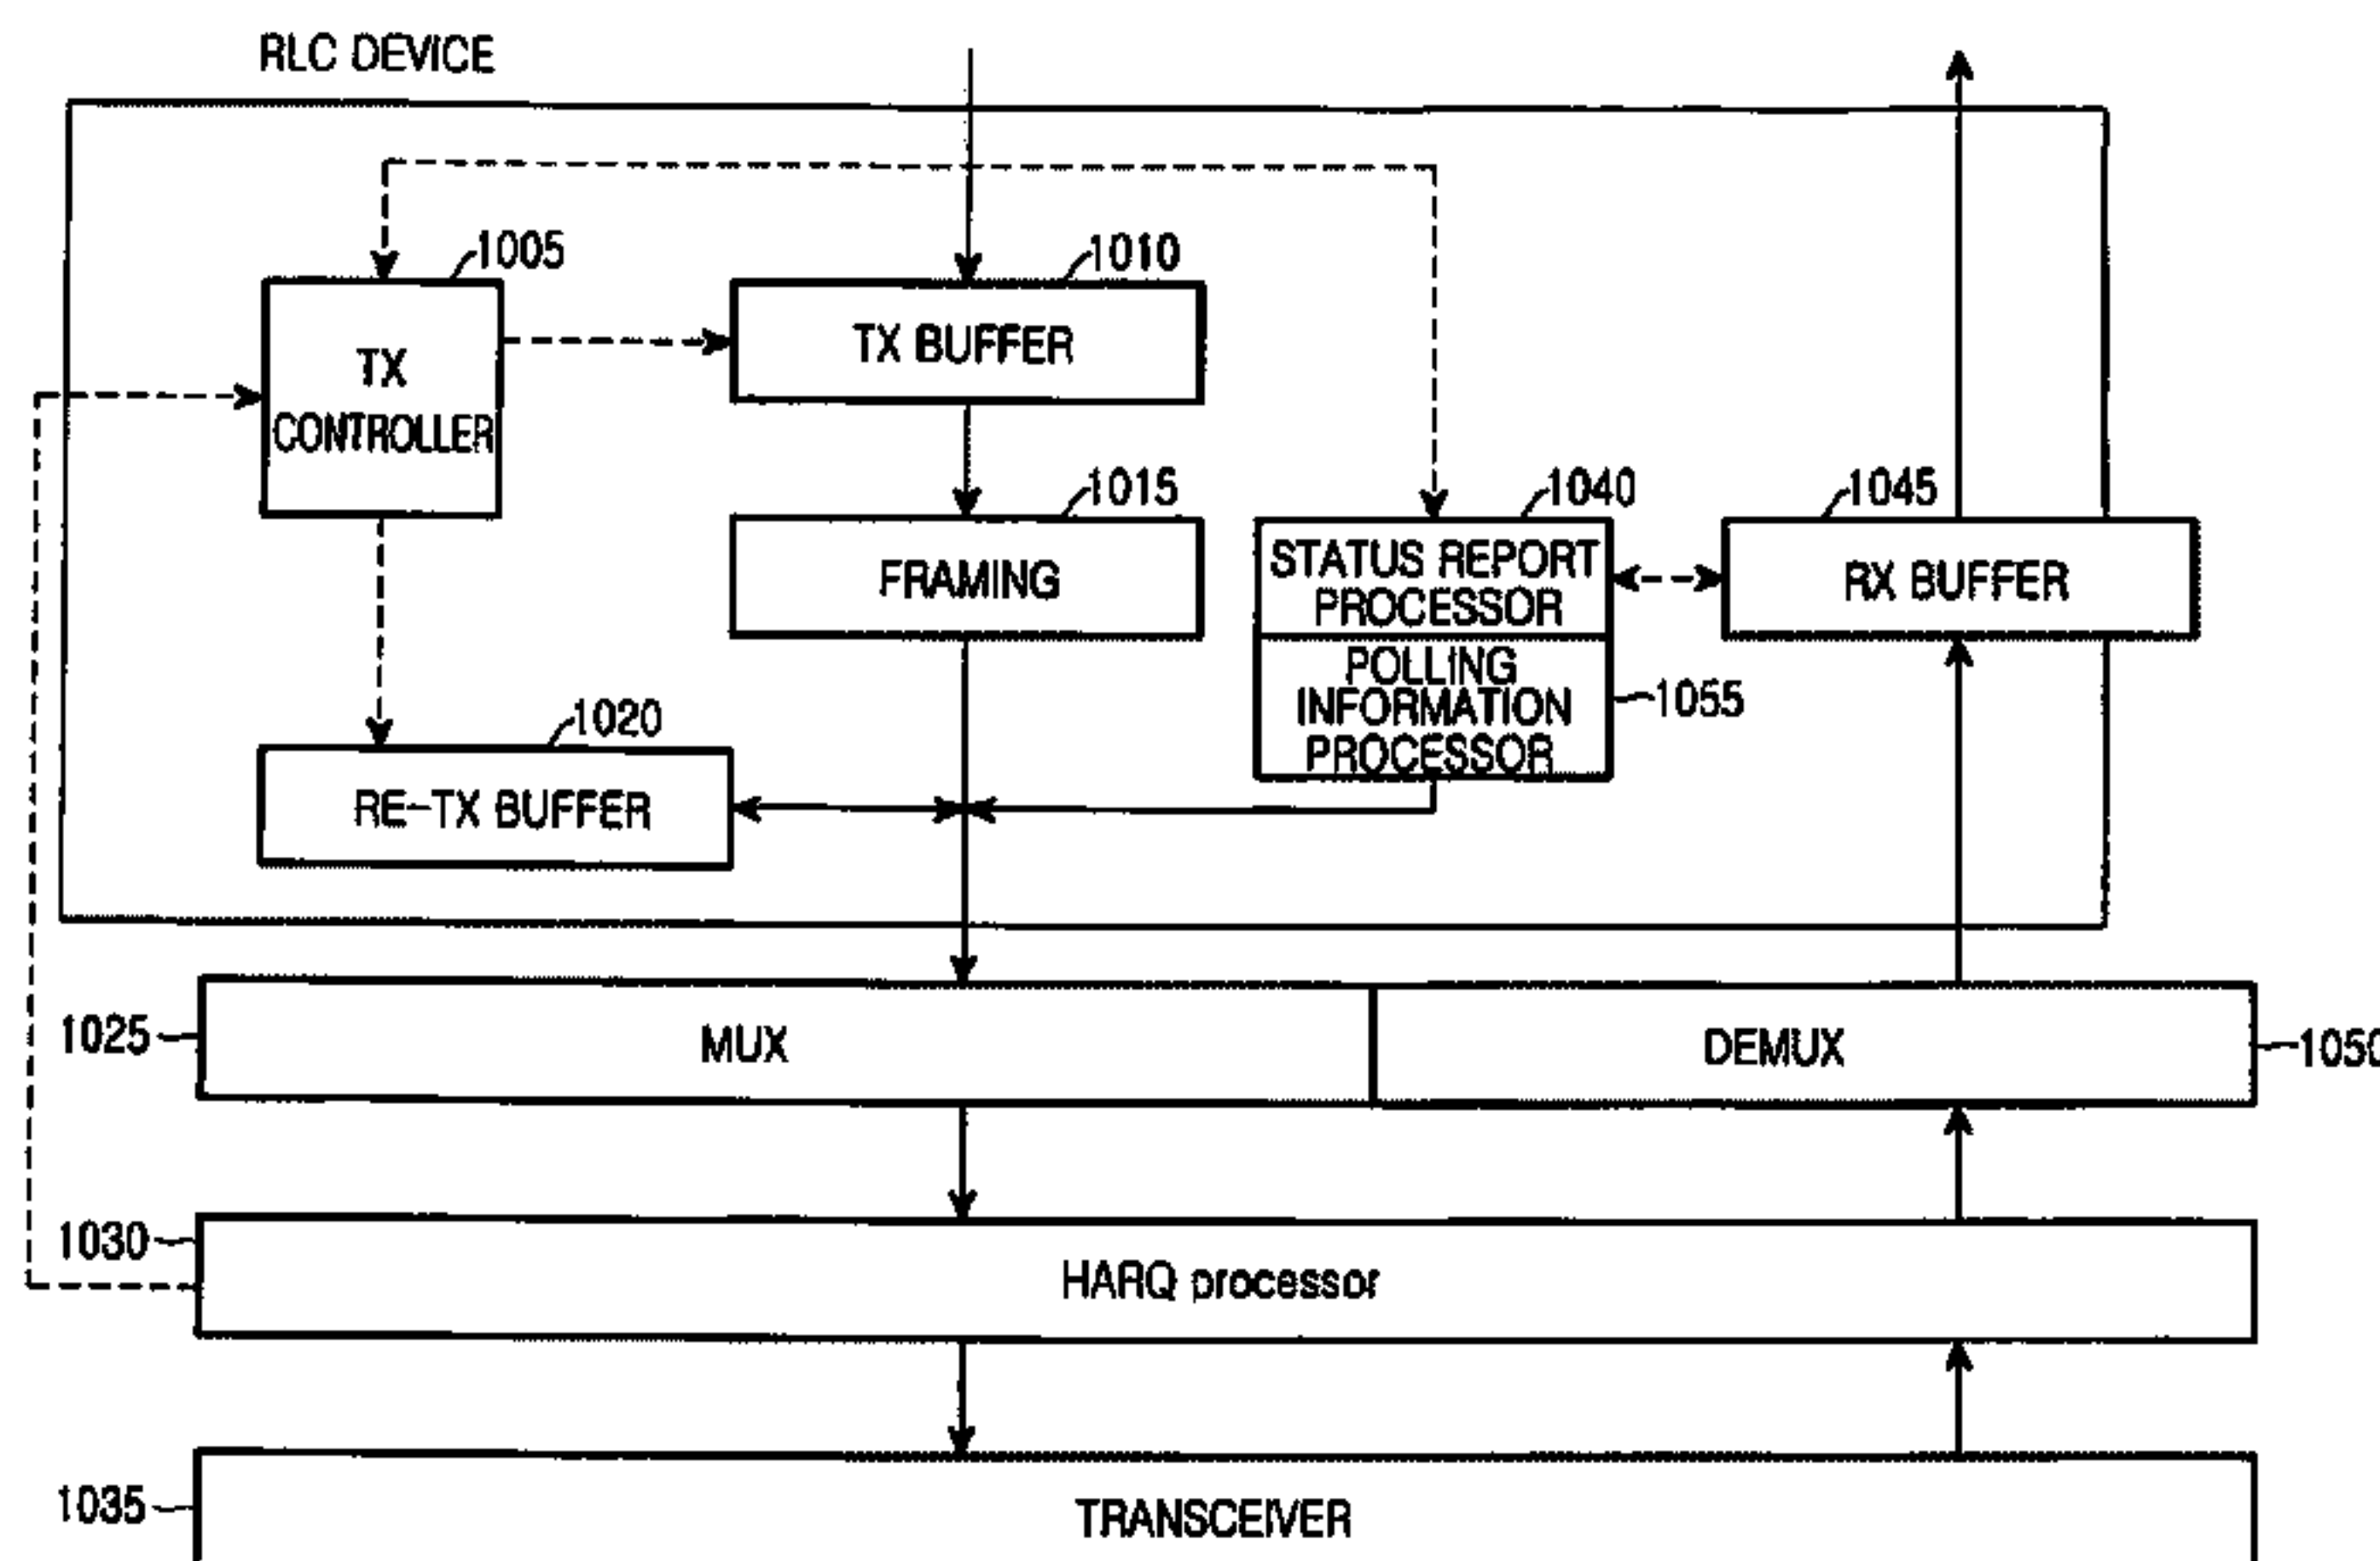 RLC DEVICE
1005
1010
TX BUFFER
TX
CONTROLLER
1015
1040
1045
FRAMING
STATUS REPORT
PROCESSOR
RX BUFFER
POLLING
INFORMATION
PROCESSOR
1055
1020
RE-TX BUFFER
1025
MUX
DEMUX
1050
1030
HARQ processor
1035
TRANSCEIVER